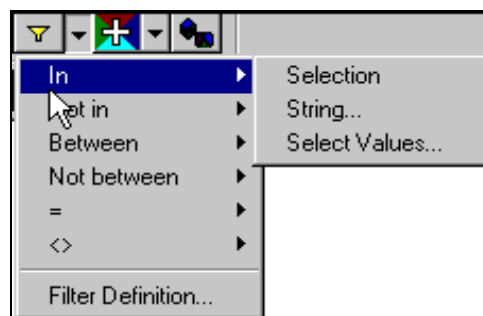 In
Selection
Not in
String...
Between
Select Values...
Not between
=
<>
Filter Definition...